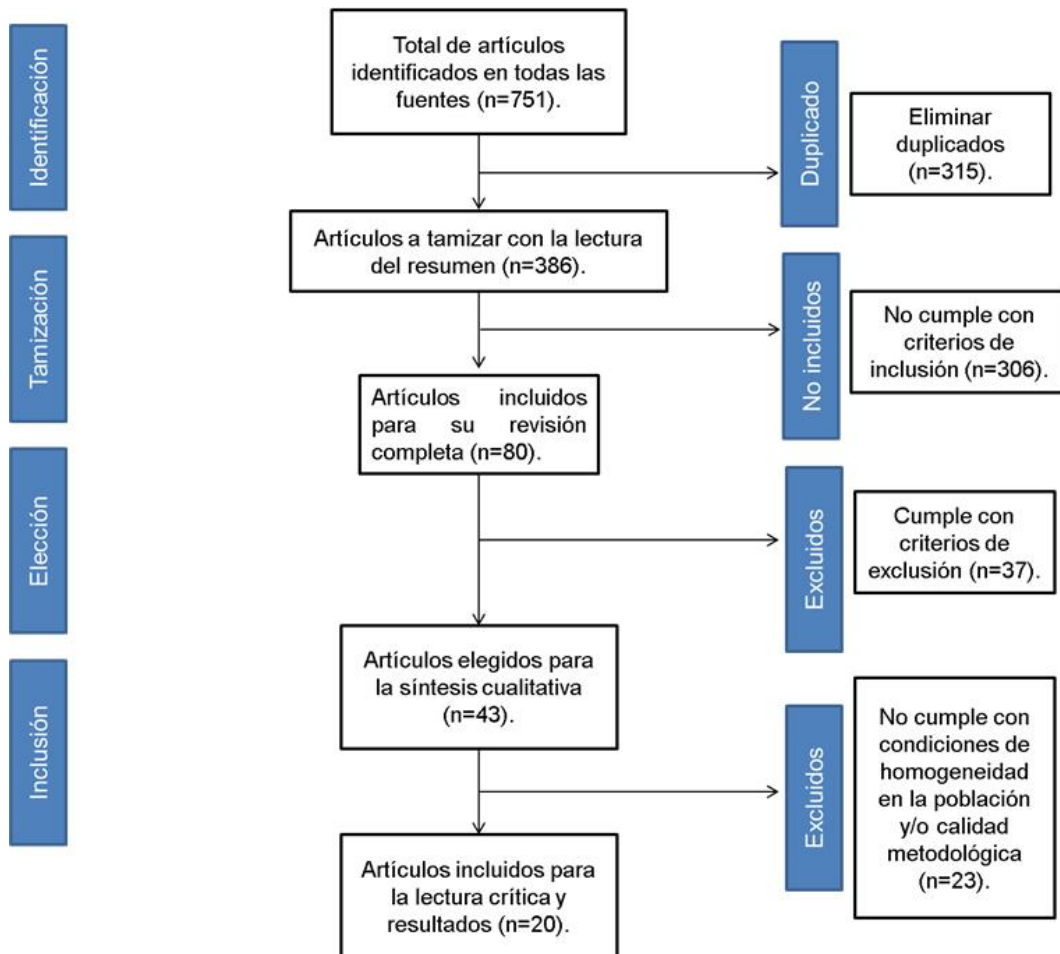 Identificación
Total de artículos
identificados en todas las
fuentes (n=751).
Duplicado
Eliminar
duplicados
(n=315).
Tamización
Artículos a tamizar con la lectura
del resumen (n=386).
No incluidos
No cumple con
criterios de
inclusión (n=306).
Artículos incluidos
para su revisión
completa (n=80).
Elección
Excluidos
Cumple con
criterios de
exclusión (n=37).
Inclusión
Artículos elegidos para
la síntesis cualitativa
(n=43).
Excluidos
No cumple con
condiciones de
homogeneidad
en la población
y/o calidad
metodológica
(n=23).
Artículos incluidos para
la lectura crítica y
resultados (n=20).